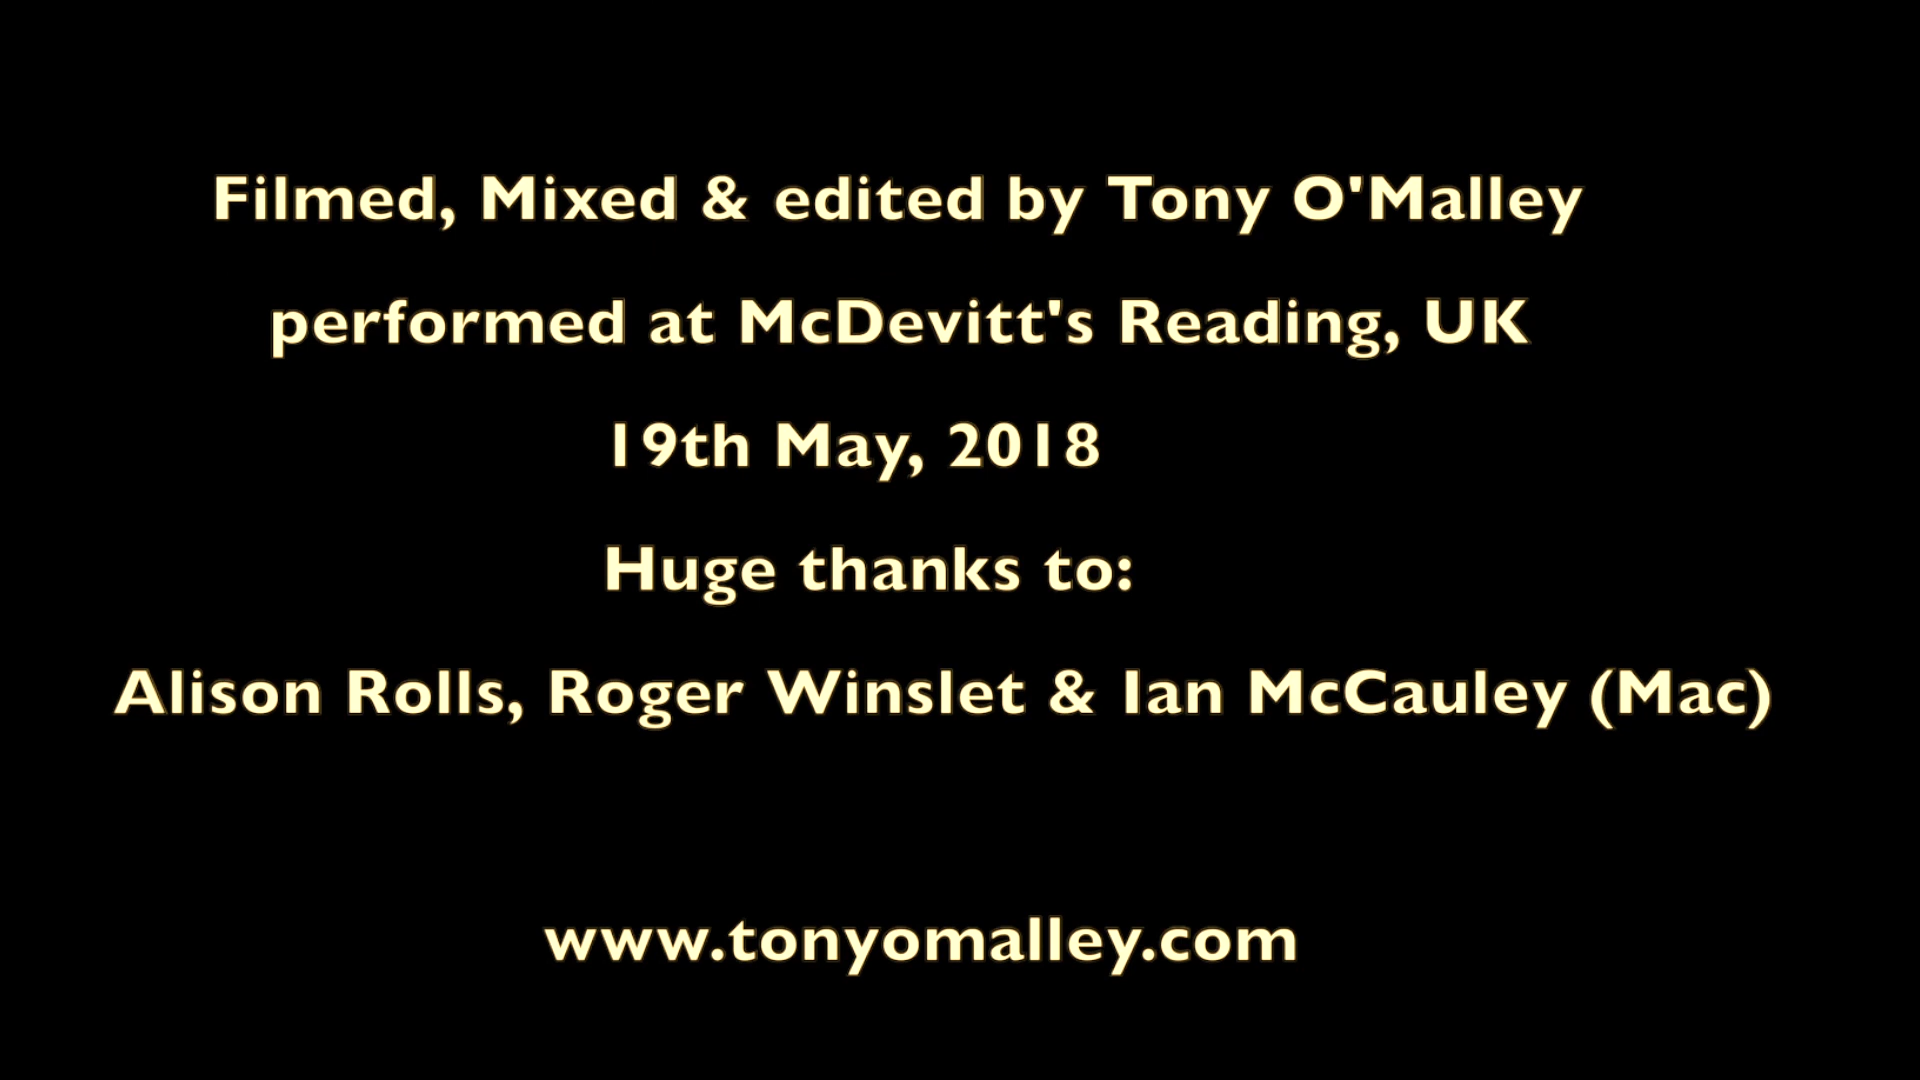 Filmed, Mixed & edited by Tony O'Malley
performed at McDevitt's Reading, UK
19th May, 2018
Huge thanks to:
Alison Rolls, Roger Winslet & Ian McCauley (Mac)
www.tonyomalley.com